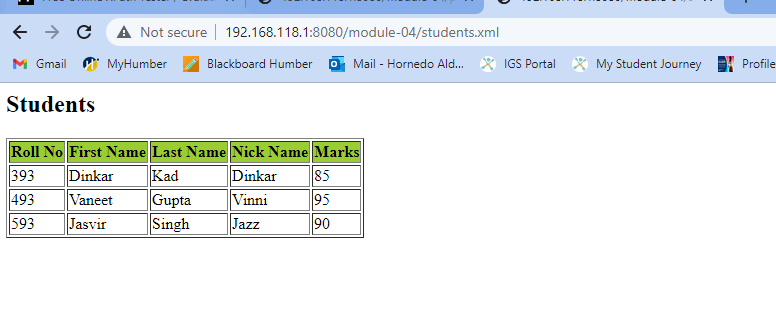 Not secure 192.168.118.1:8080/module-04/students.xml
Gmail MyHumber Blackboard Humber Mail - Hornedo Ald... IGS Portal My Student Journey Profile
Students
Roll No First Name Last Name Nick Name Marks
393 Dinkar Kad Dinkar 85
493 Vaneet Gupta Vinni 95
593 Jasvir Singh Jazz 90